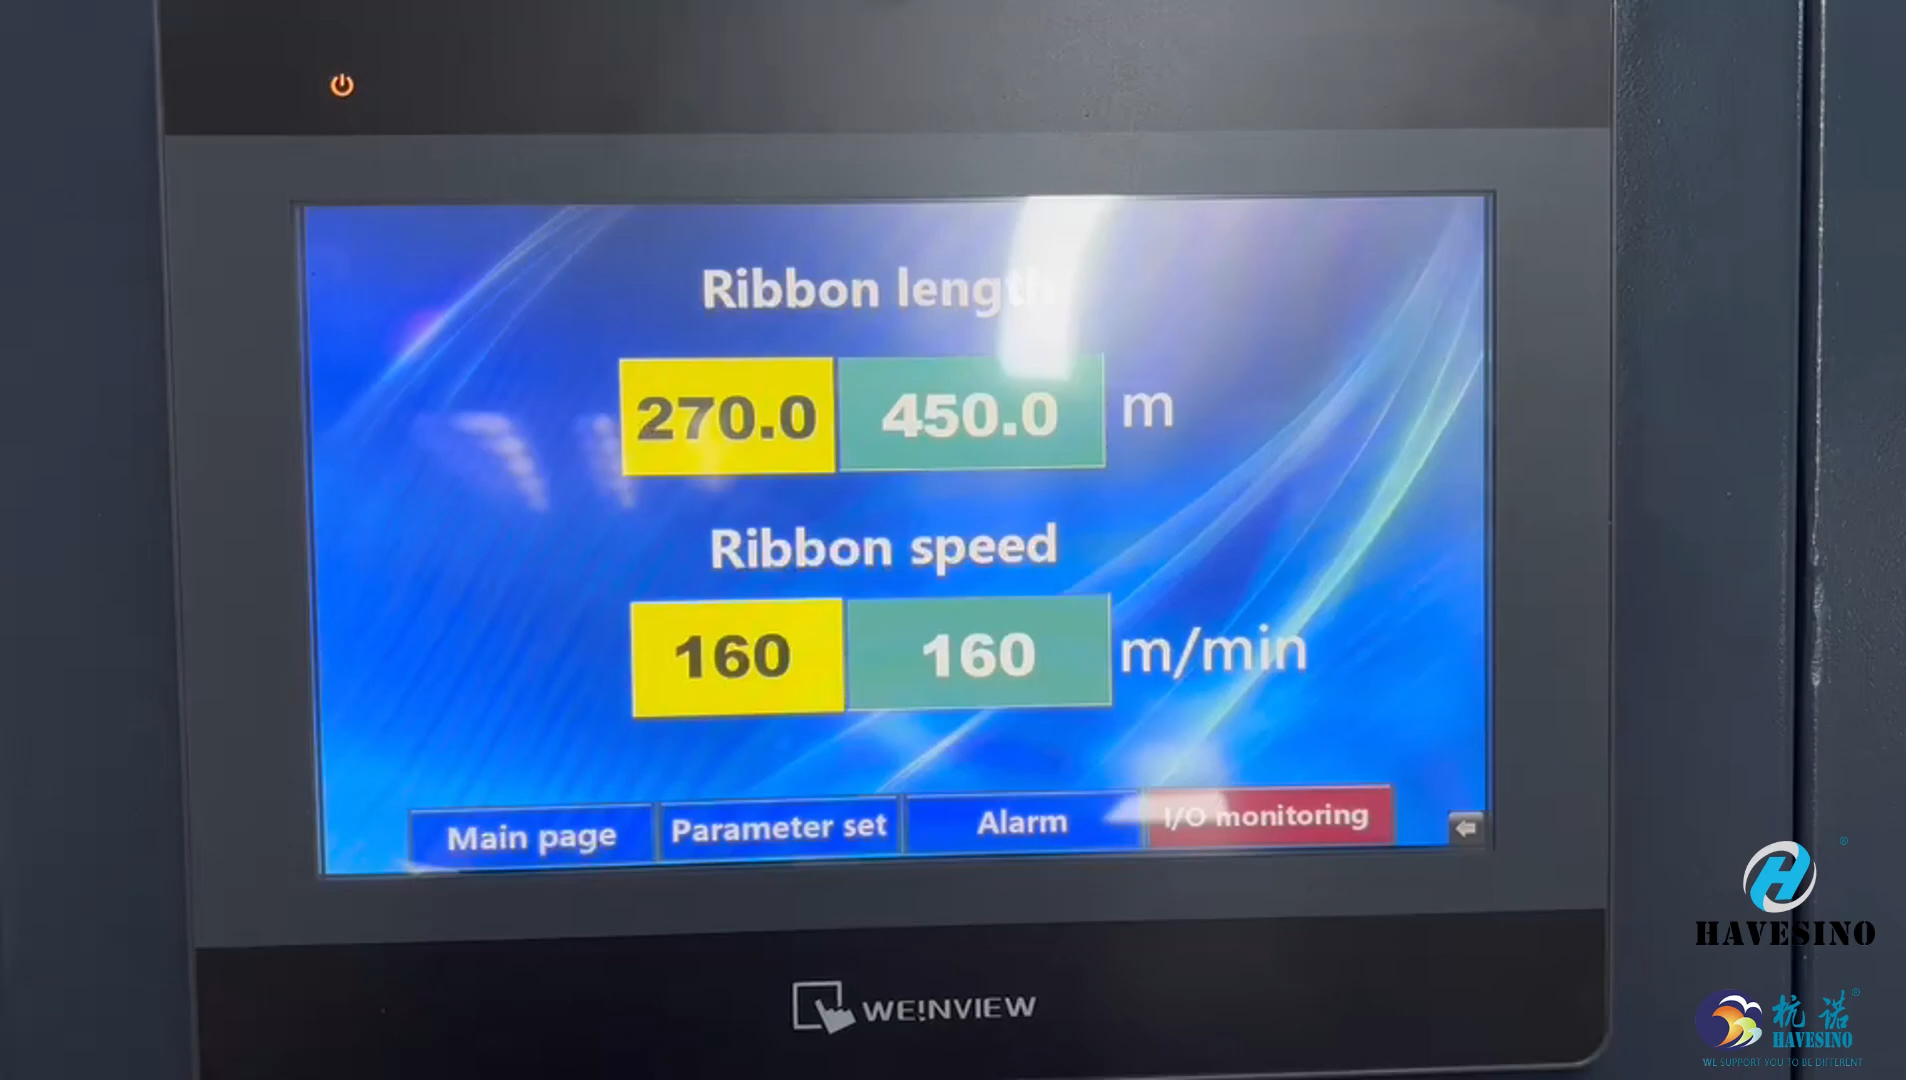 Ribbon length
270.0 450.0 m
Ribbon speed
160 160 m/min
Main page Parameter set Alarm I/O monitoring
WE!NVIEW
®
HAVESINO
杭诺®
HAVESINO
WE SUPPORT YOU TO BE DIFFERENT